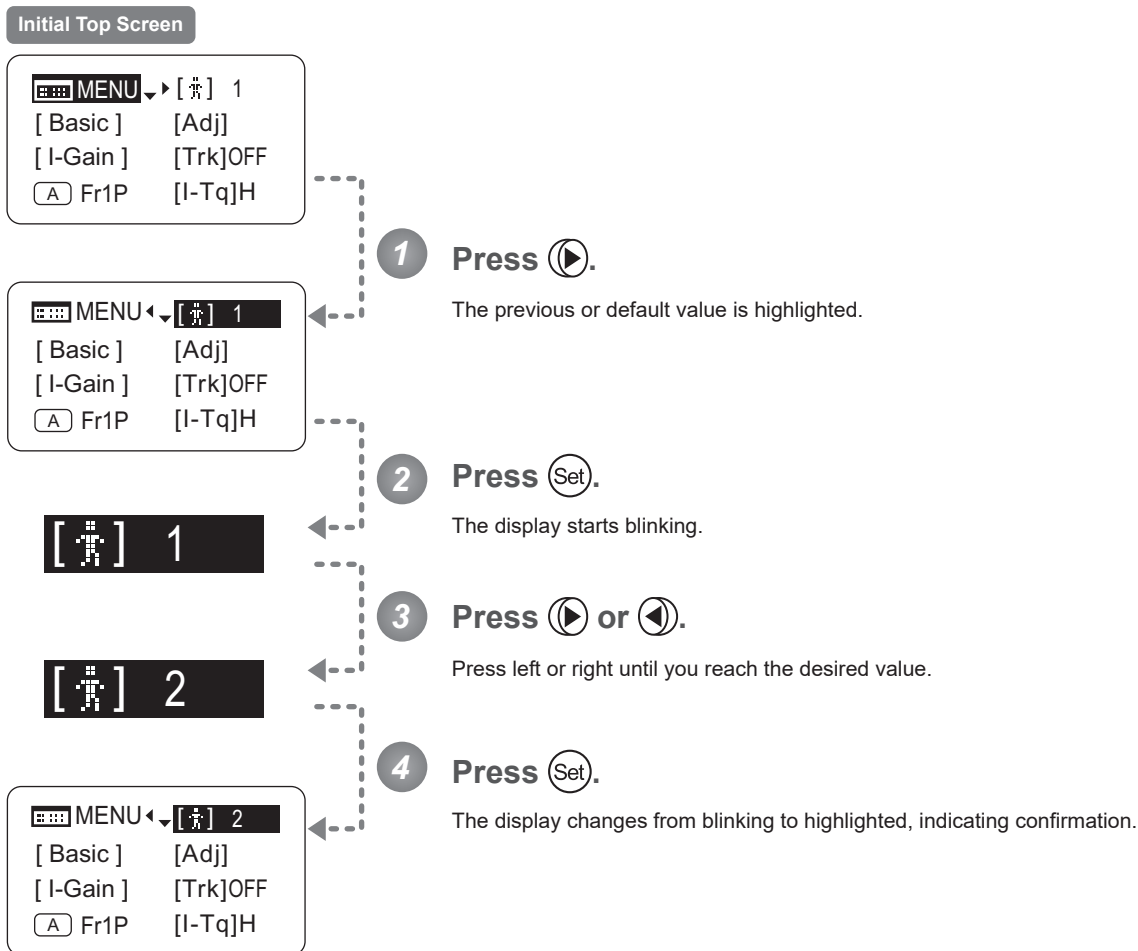 Initial Top Screen
MENU [ ] 1
[ Basic ] [Adj]
[ I-Gain ] [Trk]OFF
A Fr1P [I-Tq]H
1 Press .
The previous or default value is highlighted.
MENU [ ] 1
[ Basic ] [Adj]
[ I-Gain ] [Trk]OFF
A Fr1P [I-Tq]H
2 Press Set.
The display starts blinking.
[ ] 1
3 Press or .
Press left or right until you reach the desired value.
[ ] 2
4 Press Set.
The display changes from blinking to highlighted, indicating confirmation.
MENU [ ] 2
[ Basic ] [Adj]
[ I-Gain ] [Trk]OFF
A Fr1P [I-Tq]H